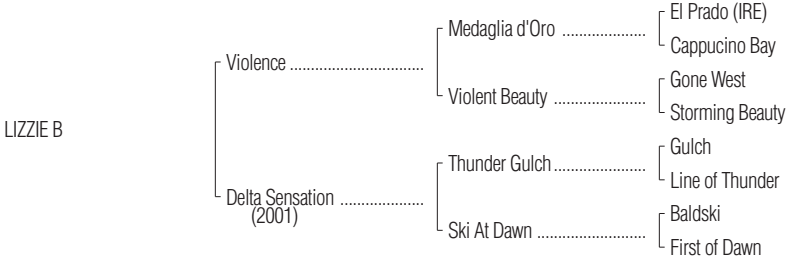 LIZZIE B
Violence ................................
Delta Sensation ....................
(2001)
Medaglia d'Oro ....................
Violent Beauty ......................
Thunder Gulch......................
Ski At Dawn ..........................
El Prado (IRE)
Cappucino Bay
Gone West
Storming Beauty
Gulch
Line of Thunder
Baldski
First of Dawn